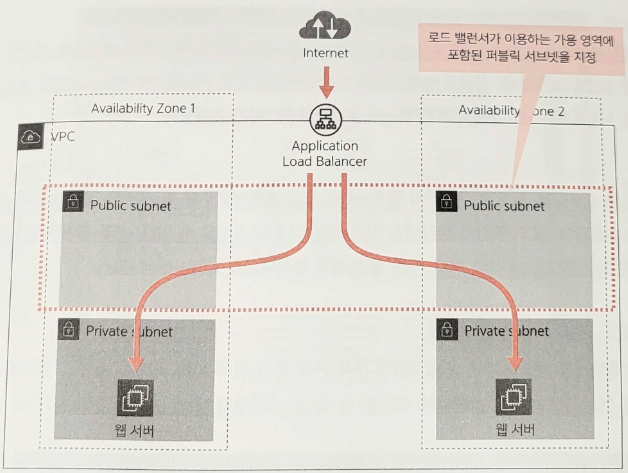 Internet
로드 밸런서가 이용하는 가용 영역에
포함된 퍼블릭 서브넷을 지정
Availability Zone 1
Availability Zone 2
VPC
Application
Load Balancer
Public subnet
Public subnet
Private subnet
Private subnet
웹 서버
웹 서버